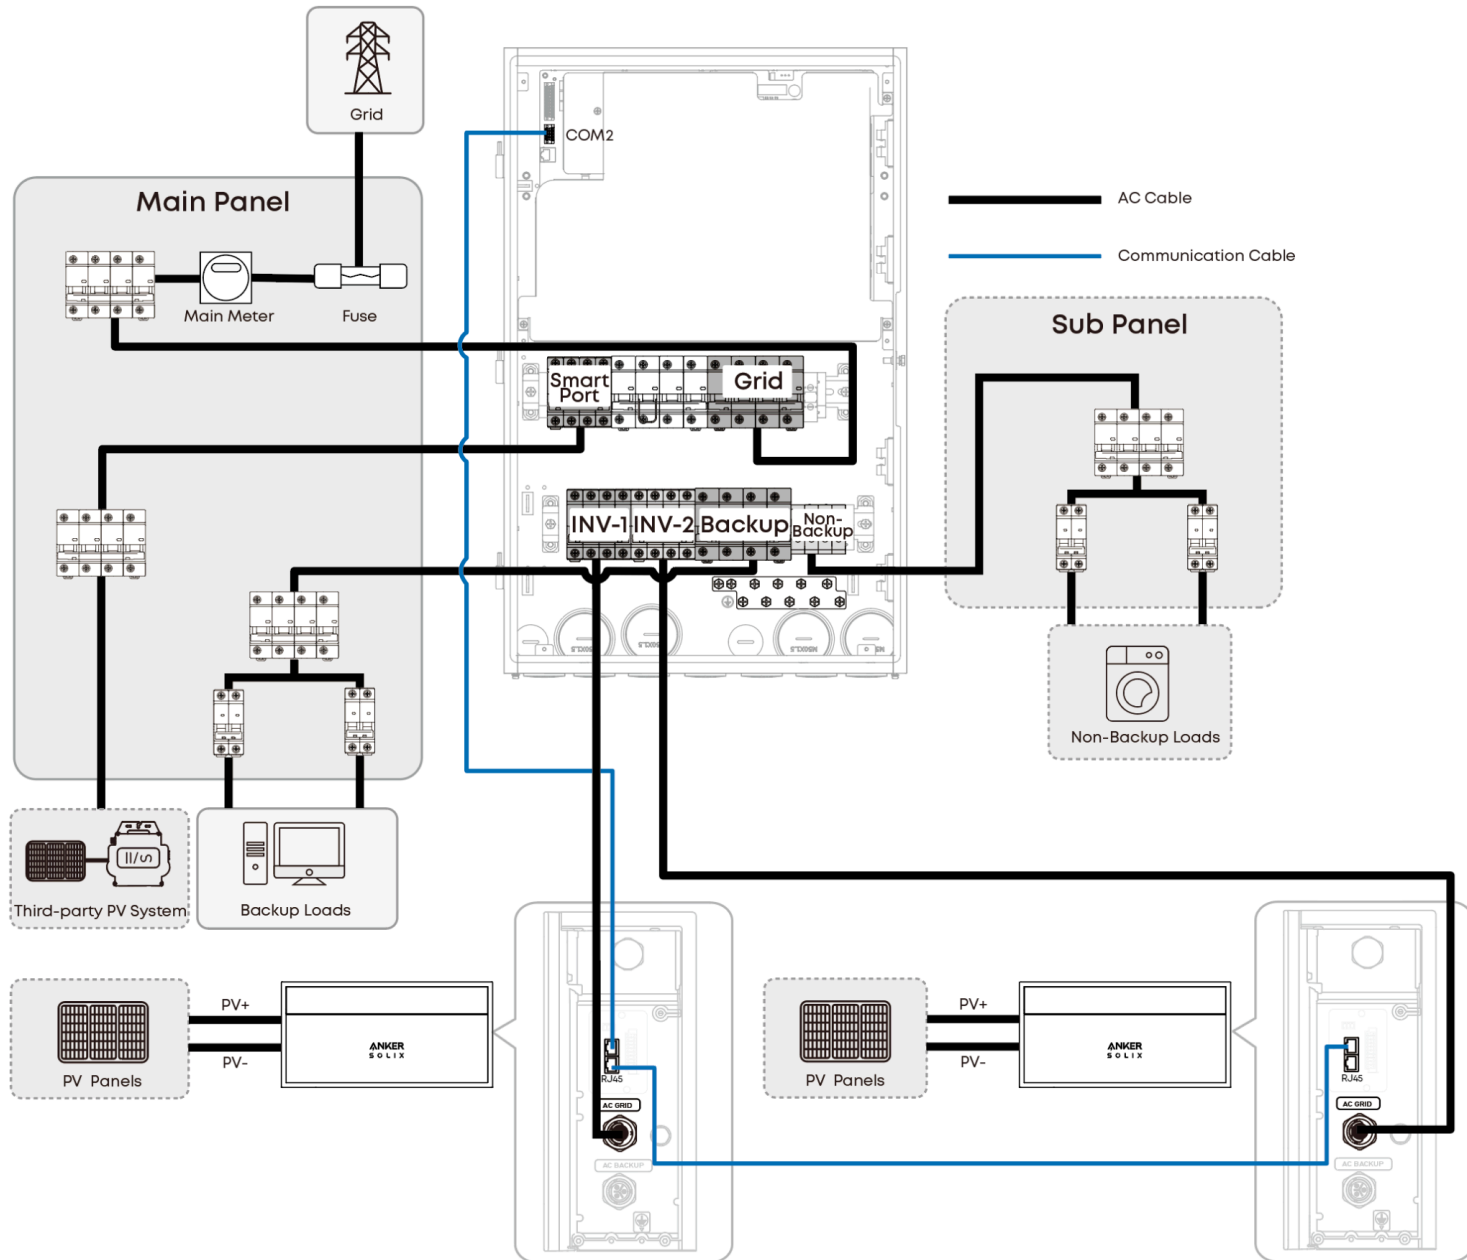 Grid
COM2
Main Panel
AC Cable
Communication Cable
Main Meter
Fuse
Sub Panel
Smart
Port
Grid
INV-1
INV-2
Backup
Non-
Backup
Non-Backup Loads
Third-party PV System
Backup Loads
PV+
PV-
PV Panels
ANKER
SOLIX
RJ45
AC GRID
AC BACKUP
PV+
PV-
PV Panels
ANKER
SOLIX
RJ45
AC GRID
AC BACKUP